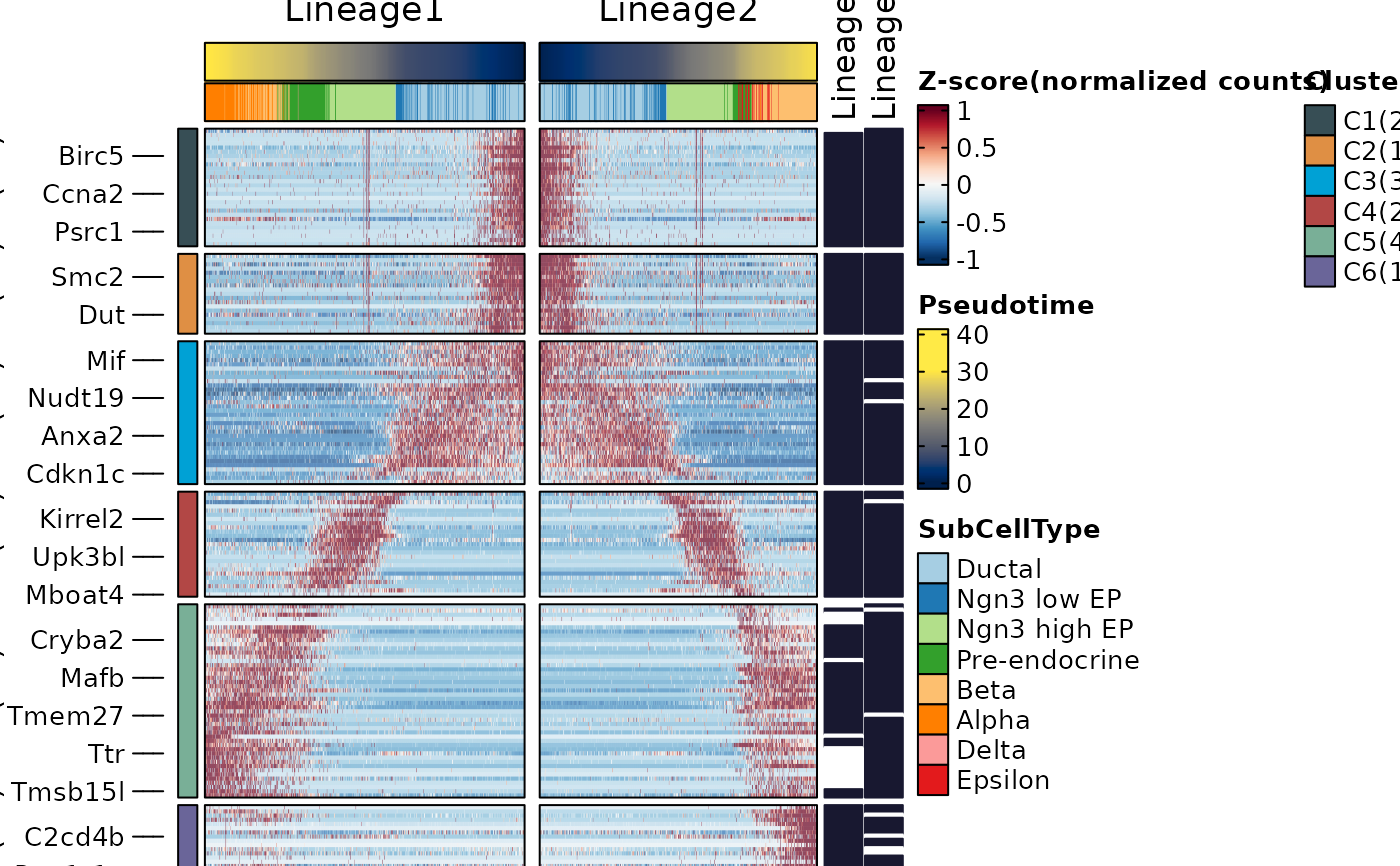 Lineage1
Lineage2
Lineage
Lineage
Birc5
Ccna2
Psrc1
Smc2
Dut
Mif
Nudt19
Anxa2
Cdkn1c
Kirrel2
Upk3bl
Mboat4
Cryba2
Mafb
Tmem27
Ttr
Tmsb15l
C2cd4b
Z-score(normalized counts)
1
0.5
0
-0.5
-1
Pseudotime
40
30
20
10
0
SubCellType
Ductal
Ngn3 low EP
Ngn3 high EP
Pre-endocrine
Beta
Alpha
Delta
Epsilon
Cluste
C1(2
C2(1
C3(3
C4(2
C5(4
C6(1